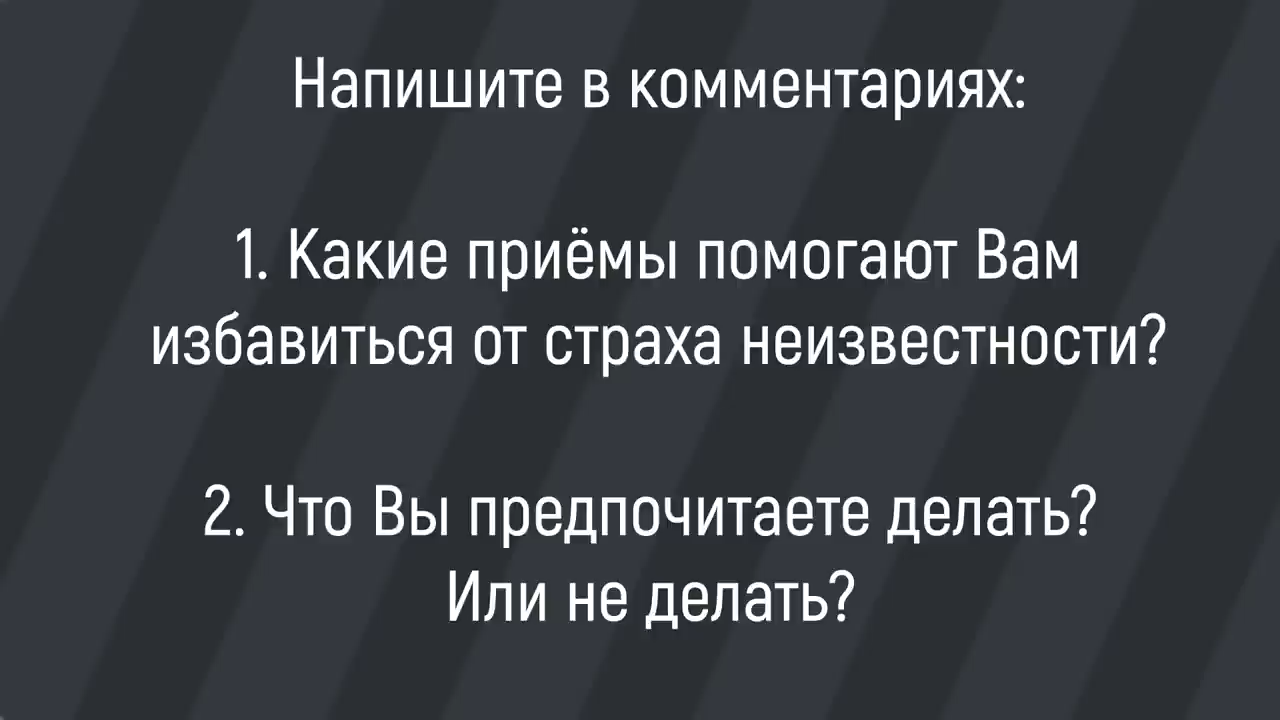 Напишите в комментариях:
1. Какие приёмы помогают Вам
избавиться от страха неизвестности?
2. Что Вы предпочитаете делать?
Или не делать?